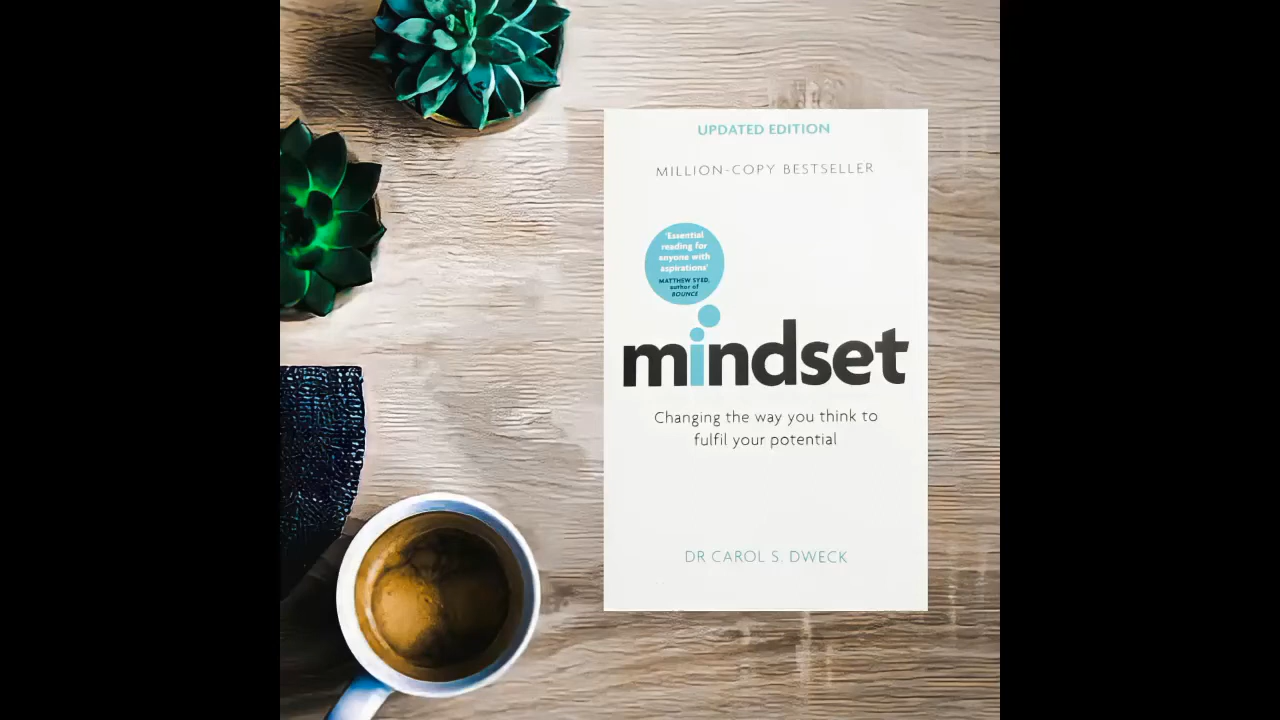 UPDATED EDITION
MILLION-COPY BESTSELLER
'Essential
reading for
anyone with
aspirations'
MATTHEW SYED,
author of
BOUNCE
mindset
Changing the way you think to
fulfil your potential
DR CAROL S. DWECK